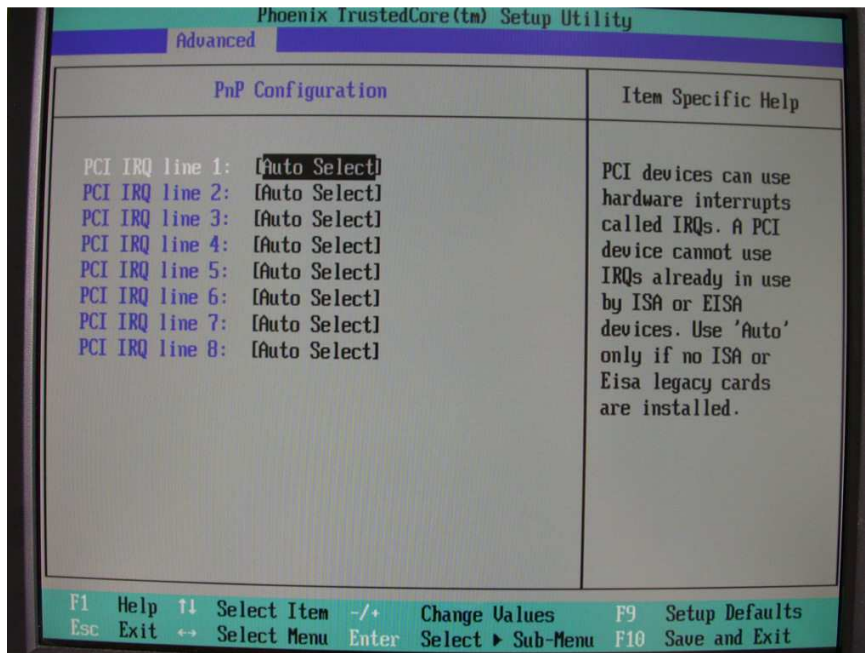 Phoenix TrustedCore(tm) Setup Utility
Advanced
PnP Configuration
Item Specific Help
PCI IRQ line 1: [Auto Select]
PCI IRQ line 2: [Auto Select]
PCI IRQ line 3: [Auto Select]
PCI IRQ line 4: [Auto Select]
PCI IRQ line 5: [Auto Select]
PCI IRQ line 6: [Auto Select]
PCI IRQ line 7: [Auto Select]
PCI IRQ line 8: [Auto Select]
PCI devices can use
hardware interrupts
called IRQs. A PCI
device cannot use
IRQs already in use
by ISA or EISA
devices. Use 'Auto'
only if no ISA or
Eisa legacy cards
are installed.
F1 Help ↑↓ Select Item -/+ Change Values F9 Setup Defaults
Esc Exit ↔ Select Menu Enter Select ▶ Sub-Menu F10 Save and Exit